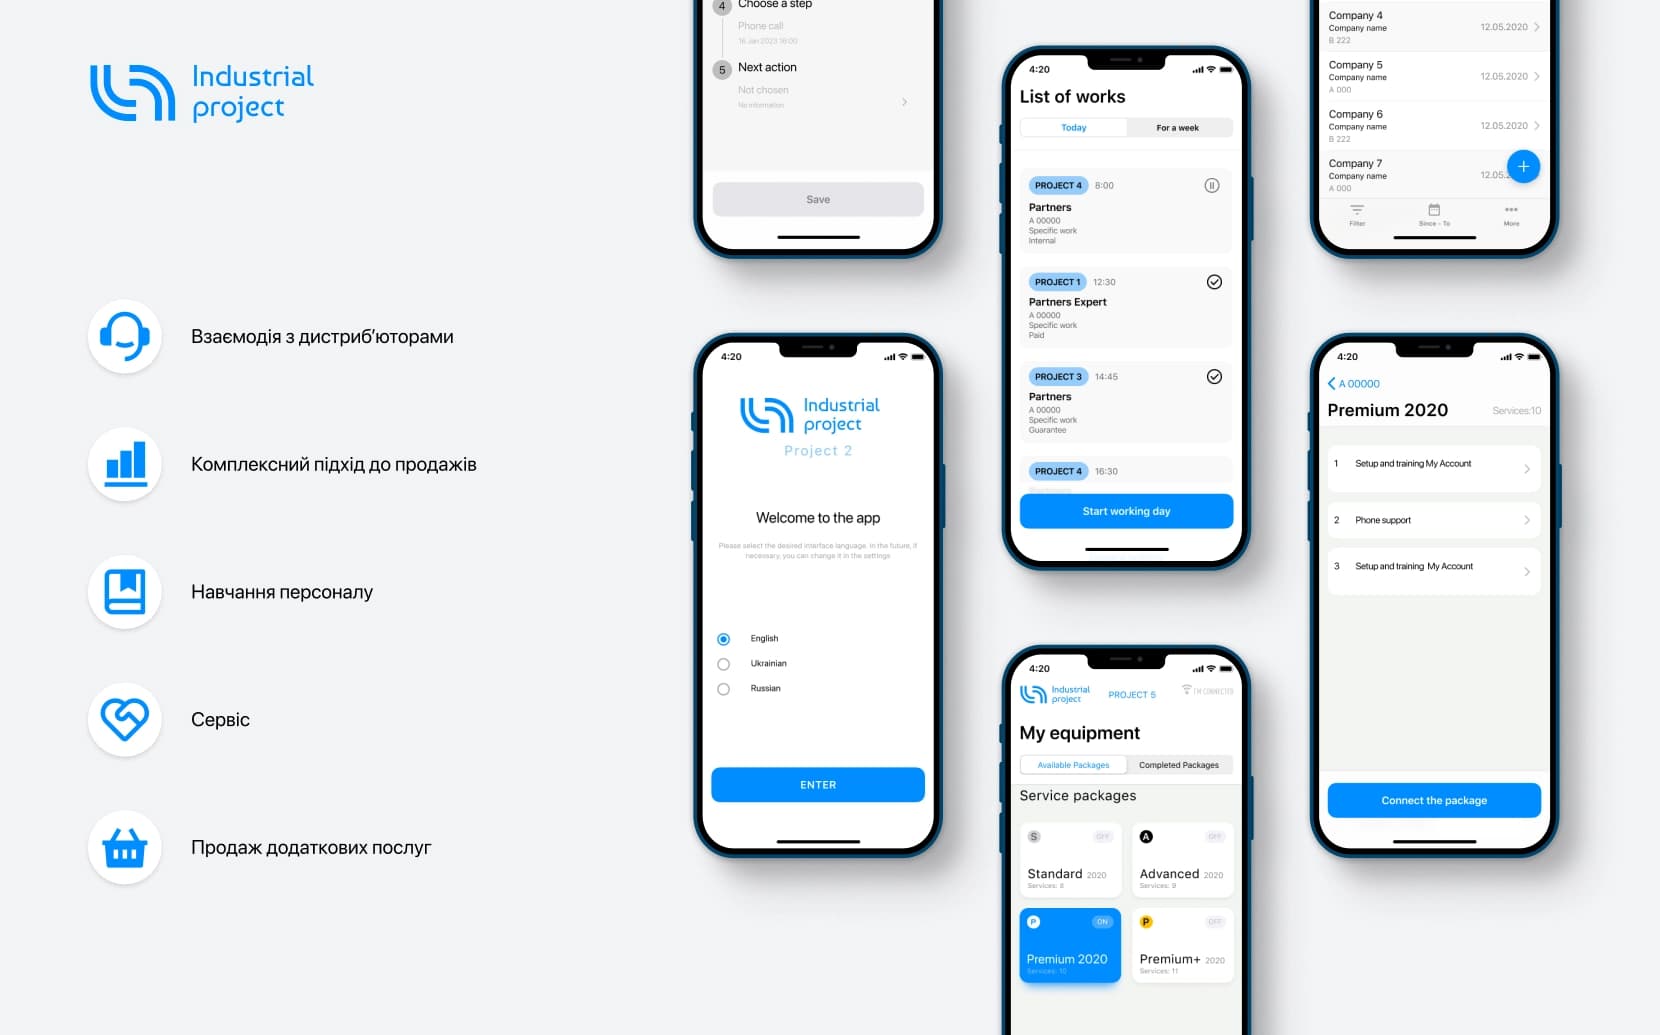 Industrial
project
Взаємодія з дистриб'юторами
Комплексний підхід до продажів
Навчання персоналу
Сервіс
Продаж додаткових послуг
4 Choose a step
Phone call
16 Jan 2023 16:00
5 Next action
Not chosen
No information
Save
4:20
Industrial
project
Project 2
Welcome to the app
Please select the desired interface language. In the future, if
necessary, you can change it in the settings
English
Ukrainian
Russian
ENTER
4:20
List of works
Today For a week
PROJECT 4 8:00
Partners
A 00000
Specific work
Internal
PROJECT 1 12:30
Partners Expert
A 00000
Specific work
Paid
PROJECT 3 14:45
Partners
A 00000
Specific work
Guarantee
PROJECT 4 16:30
Start working day
4:20
Industrial
project
PROJECT 5
I'M CONNECTED
My equipment
Available Packages Completed Packages
Service packages
S OFF
Standard 2020
Services: 8
A OFF
Advanced 2020
Services: 9
P ON
Premium 2020
Services: 10
P OFF
Premium+ 2020
Services: 11
Company 4
Company name 12.05.2020
B 222
Company 5
Company name 12.05.2020
A 000
Company 6
Company name 12.05.2020
B 222
Company 7
Company name 12.05.
A 000
Filter Since - To More
4:20
A 00000
Premium 2020 Services:10
1 Setup and training My Account
2 Phone support
3 Setup and training My Account
Connect the package